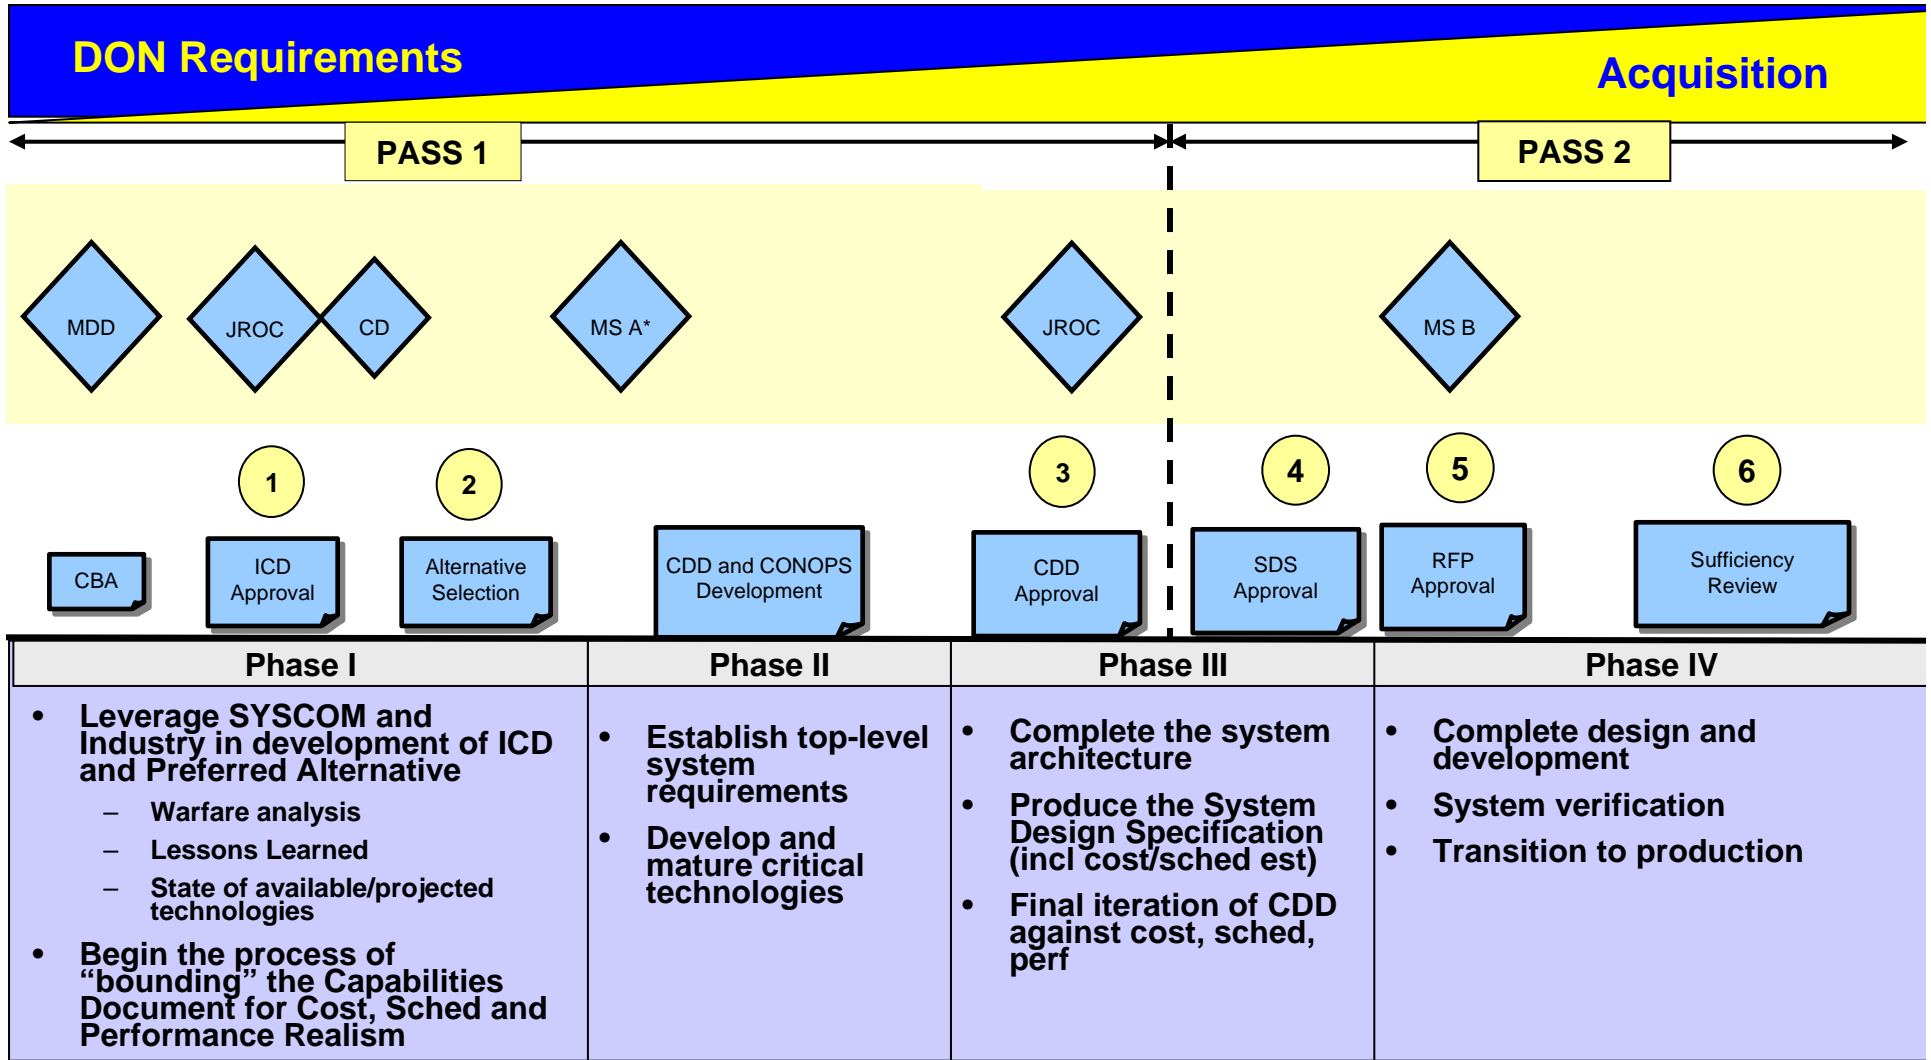 DON Requirements
Acquisition
PASS 1
PASS 2
MDD
JROC
CD
MS A*
JROC
MS B
1
2
3
4
5
6
CBA
ICD
Approval
Alternative
Selection
CDD and CONOPS
Development
CDD
Approval
SDS
Approval
RFP
Approval
Sufficiency
Review
Phase I
Phase II
Phase III
Phase IV
• Leverage SYSCOM and
Industry in development of ICD
and Preferred Alternative
– Warfare analysis
– Lessons Learned
– State of available/projected
technologies
• Begin the process of
“bounding” the Capabilities
Document for Cost, Sched and
Performance Realism
• Establish top-level
system
requirements
• Develop and
mature critical
technologies
• Complete the system
architecture
• Produce the System
Design Specification
(incl cost/sched est)
• Final iteration of CDD
against cost, sched,
perf
• Complete design and
development
• System verification
• Transition to production